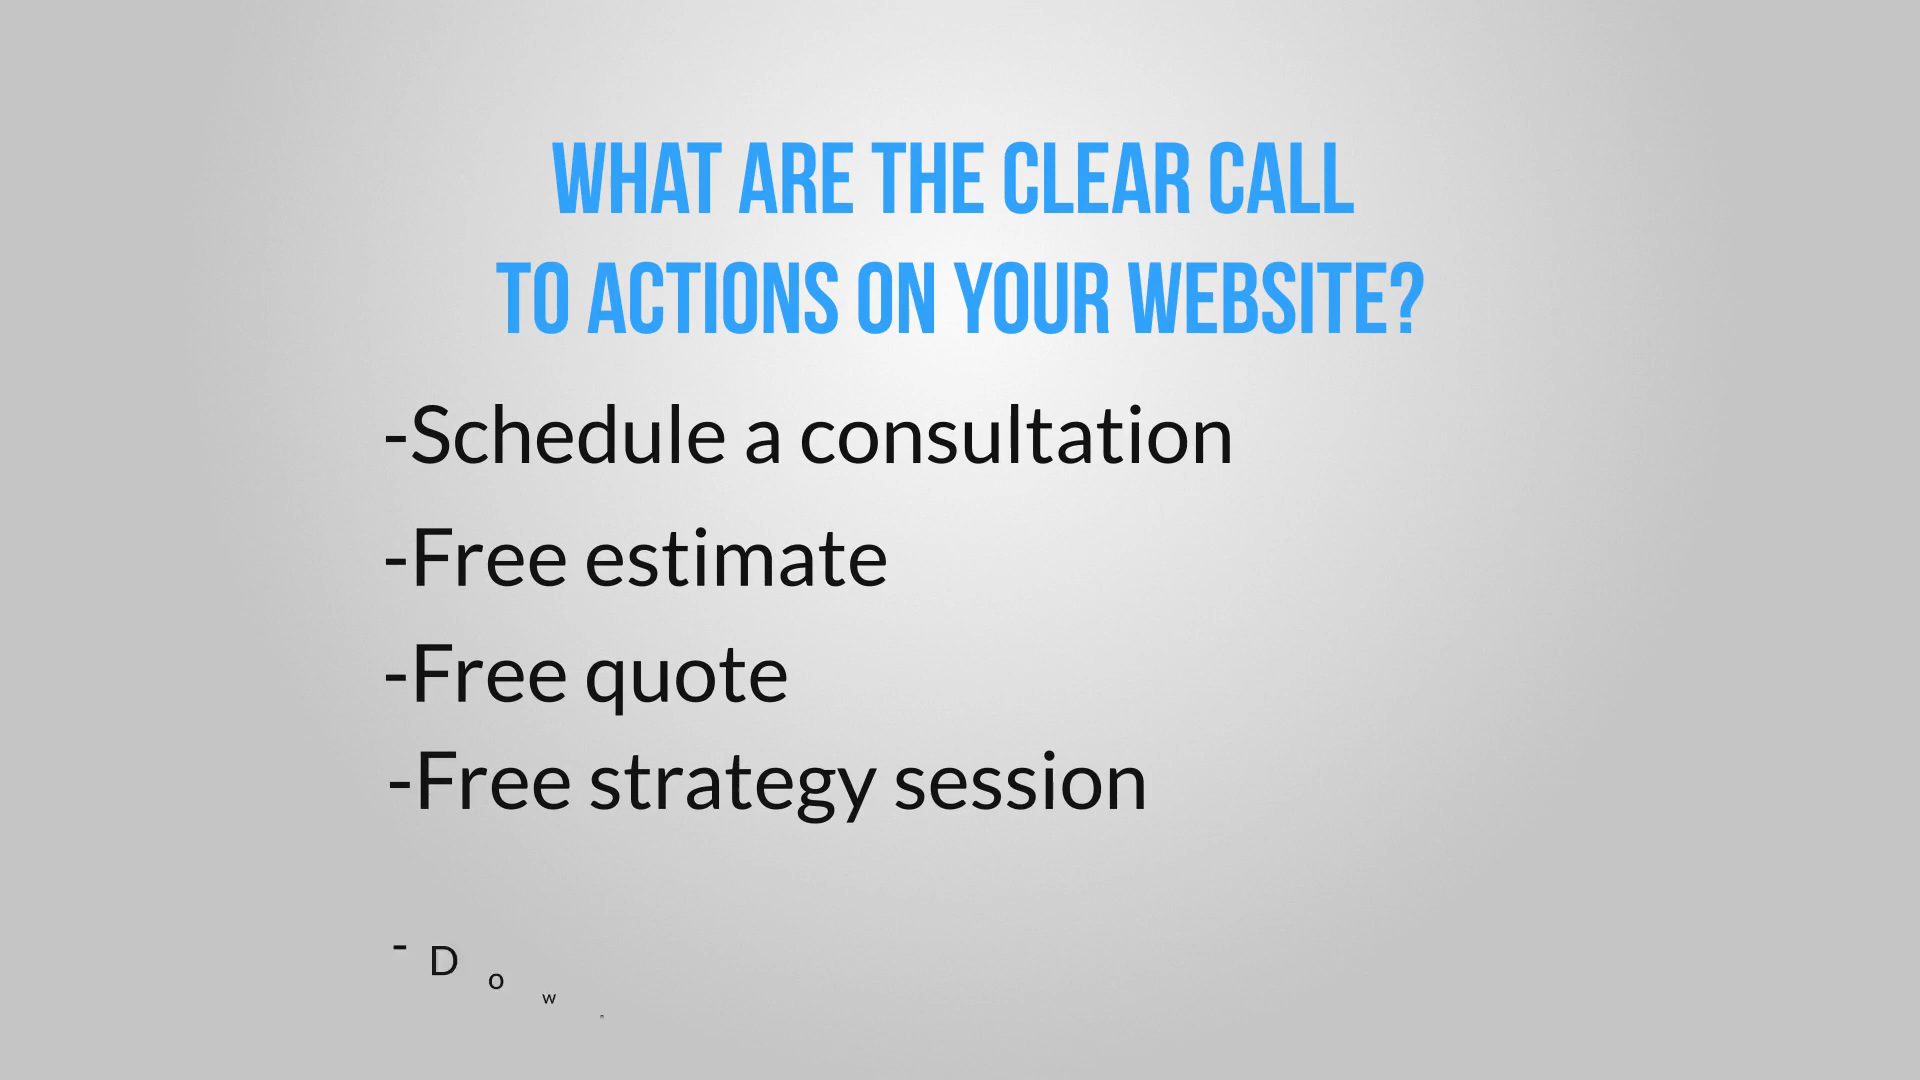 WHAT ARE THE CLEAR CALL
TO ACTIONS ON YOUR WEBSITE?
-Schedule a consultation
-Free estimate
-Free quote
-Free strategy session
-Dow